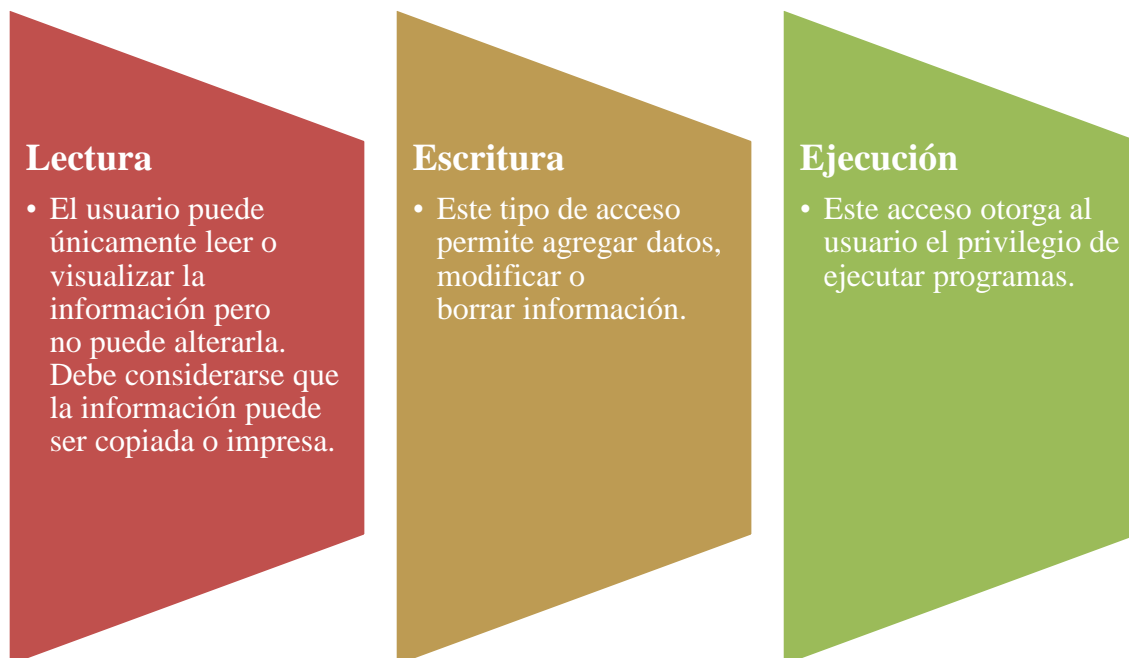 Lectura
• El usuario puede
únicamente leer o
visualizar la
información pero
no puede alterarla.
Debe considerarse que
la información puede
ser copiada o impresa.
Escritura
• Este tipo de acceso
permite agregar datos,
modificar o
borrar información.
Ejecución
• Este acceso otorga al
usuario el privilegio de
ejecutar programas.